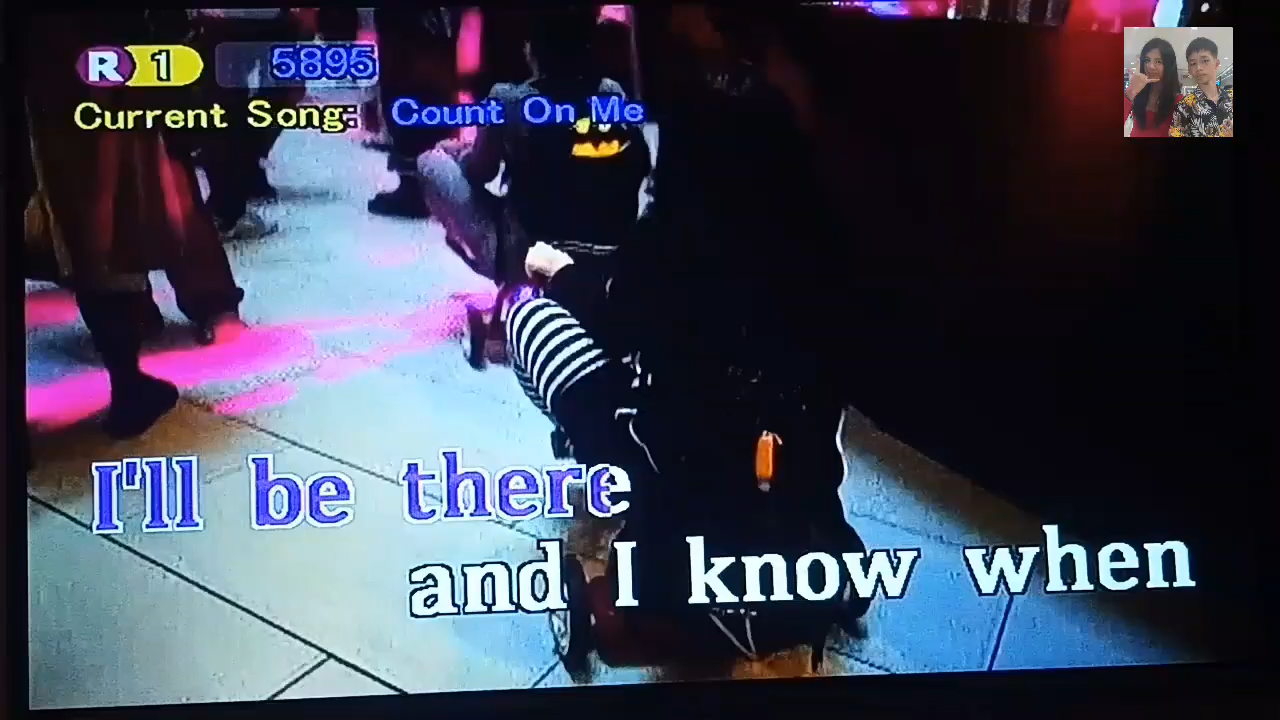 R 1 5895
Current Song: Count On Me
I'll be there
and I know when